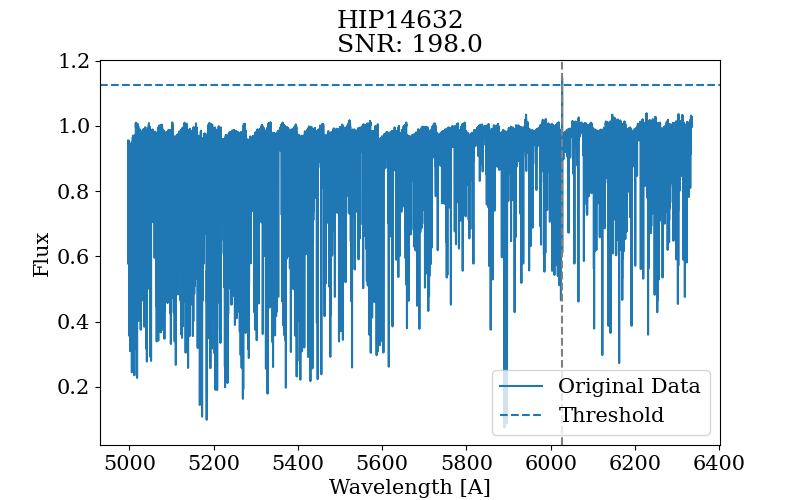 HIP14632
SNR: 198.0
1.2
1.0
0.8
0.6
0.4
0.2
Flux
Original Data
Threshold
5000 5200 5400 5600 5800 6000 6200 6400
Wavelength [A]